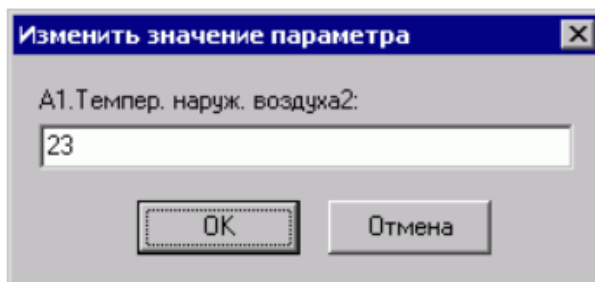 Изменить значение параметра
А1.Темпер. наруж. воздуха2:
23
OK
Отмена